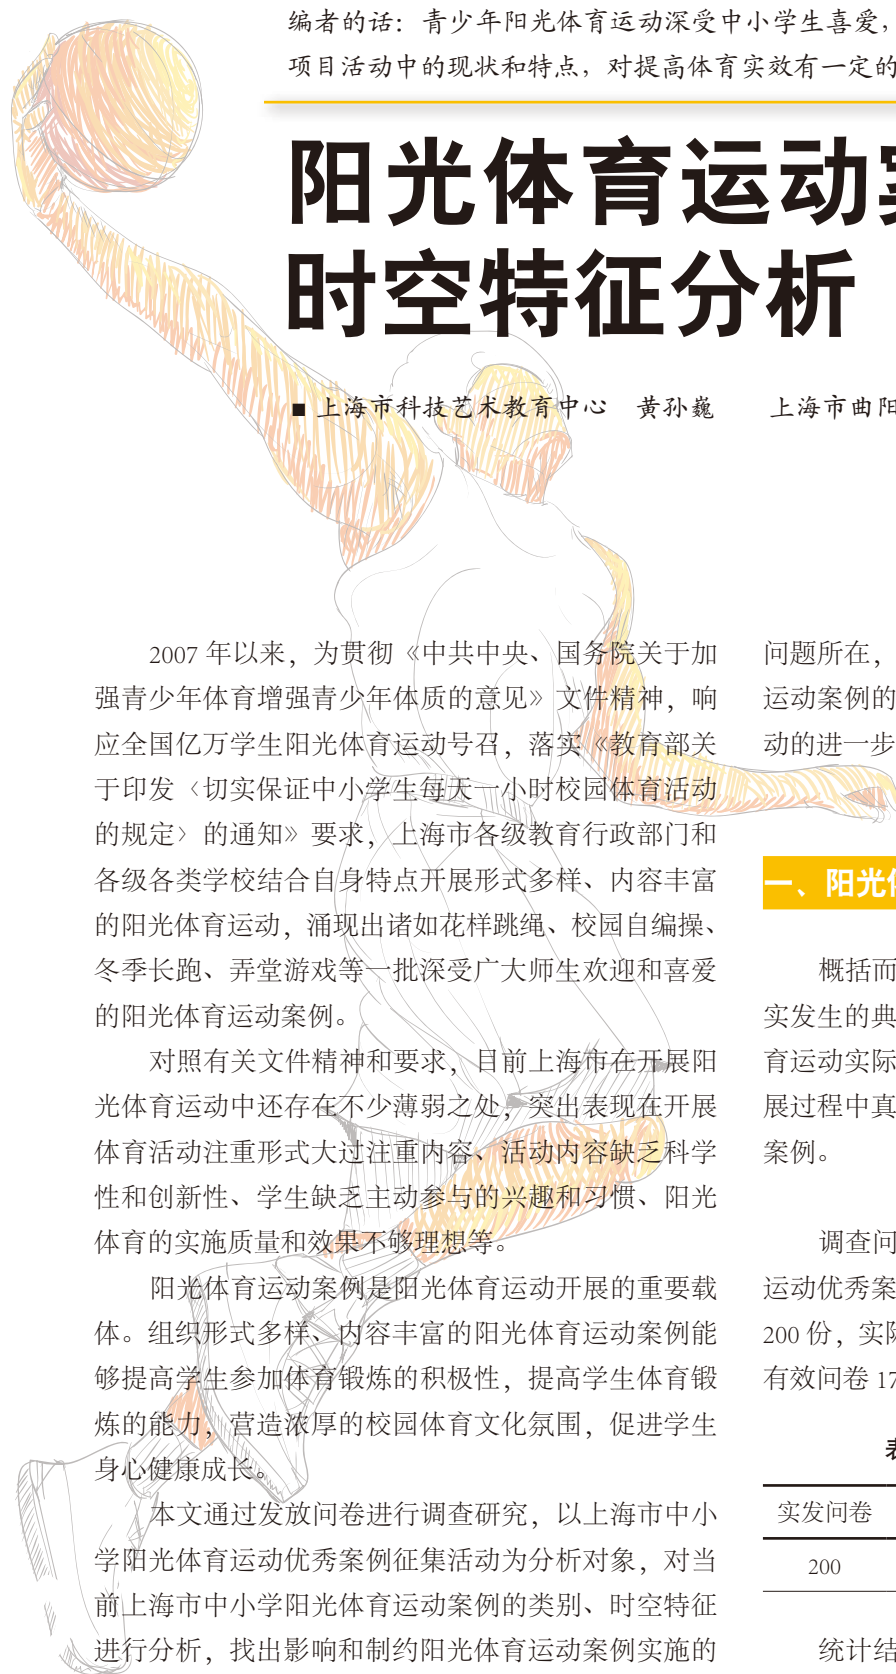 编者的话：青少年阳光体育运动深受中小学生喜爱，
项目活动中的现状和特点，对提高体育实效有一定的
阳光体育运动
时空特征分析
■ 上海市科技艺术教育中心 黄孙巍 上海市曲阳
2007 年以来，为贯彻《中共中央、国务院关于加
强青少年体育增强青少年体质的意见》文件精神，响
应全国亿万学生阳光体育运动号召，落实《教育部关
于印发〈切实保证中小学生每天一小时校园体育活动
的规定〉的通知》要求，上海市各级教育行政部门和
各级各类学校结合自身特点开展形式多样、内容丰富
的阳光体育运动，涌现出诸如花样跳绳、校园自编操、
冬季长跑、弄堂游戏等一批深受广大师生欢迎和喜爱
的阳光体育运动案例。
对照有关文件精神和要求，目前上海市在开展阳
光体育运动中还存在不少薄弱之处，突出表现在开展
体育活动注重形式大过注重内容、活动内容缺乏科学
性和创新性、学生缺乏主动参与的兴趣和习惯、阳光
体育的实施质量和效果不够理想等。
阳光体育运动案例是阳光体育运动开展的重要载
体。组织形式多样、内容丰富的阳光体育运动案例能
够提高学生参加体育锻炼的积极性，提高学生体育锻
炼的能力，营造浓厚的校园体育文化氛围，促进学生
身心健康成长。
本文通过发放问卷进行调查研究，以上海市中小
学阳光体育运动优秀案例征集活动为分析对象，对当
前上海市中小学阳光体育运动案例的类别、时空特征
进行分析，找出影响和制约阳光体育运动案例实施的
问题所在，
运动案例的
动的进一步
一、阳光
概括而
实发生的典
育运动实际
展过程中真
案例。
调查问
运动优秀案
200 份，实际
有效问卷 17
实发问卷
200
统计结